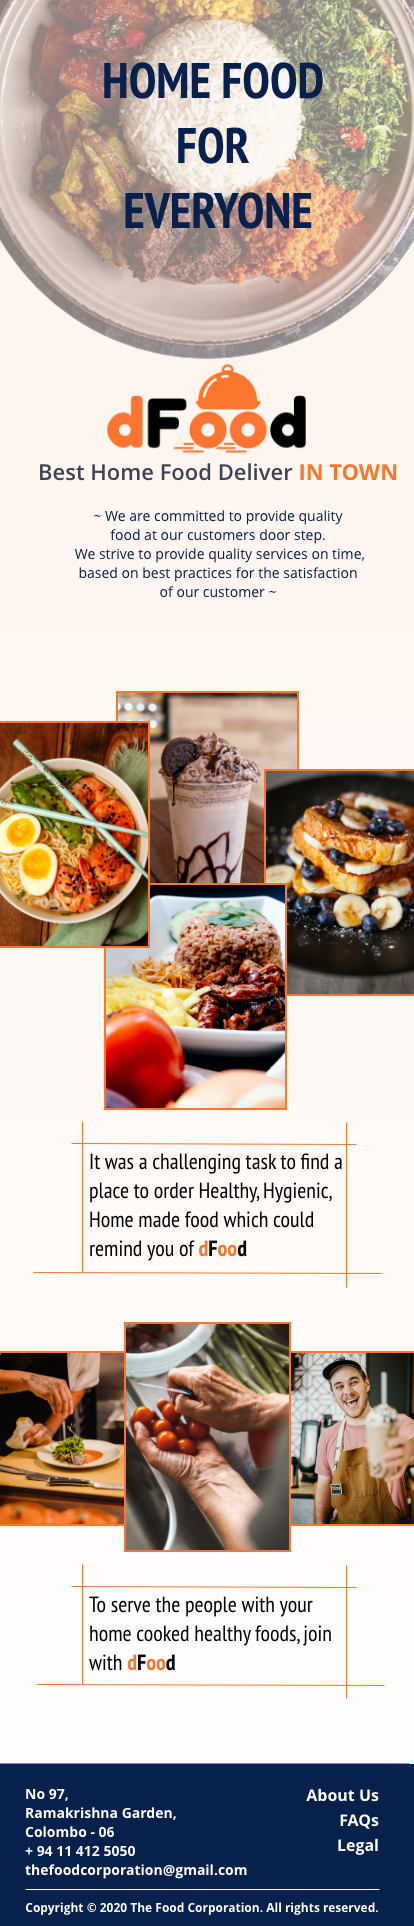 HOME FOOD
FOR
EVERYONE
dFood
Best Home Food Deliver IN TOWN
~ We are committed to provide quality
food at our customers door step.
We strive to provide quality services on time,
based on best practices for the satisfaction
of our customer ~
It was a challenging task to find a
place to order Healthy, Hygienic,
Home made food which could
remind you of dFood
To serve the people with your
home cooked healthy foods, join
with dFood
No 97,
Ramakrishna Garden,
Colombo - 06
+ 94 11 412 5050
thefoodcorporation@gmail.com
About Us
FAQs
Legal
Copyright © 2020 The Food Corporation. All rights reserved.